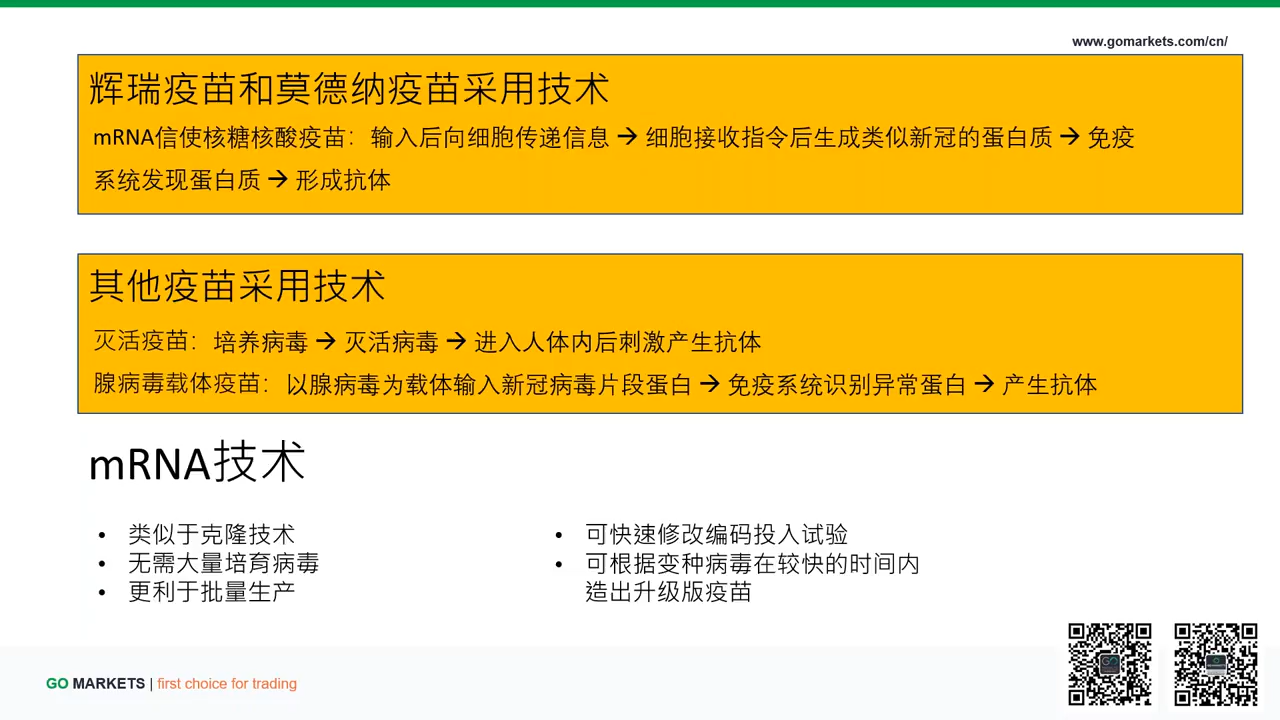 www.gomarkets.com/cn/
辉瑞疫苗和莫德纳疫苗采用技术
mRNA信使核糖核酸疫苗：输入后向细胞传递信息 → 细胞接收指令后生成类似新冠的蛋白质 → 免疫
系统发现蛋白质 → 形成抗体
其他疫苗采用技术
灭活疫苗：培养病毒 → 灭活病毒 → 进入人体内后刺激产生抗体
腺病毒载体疫苗：以腺病毒为载体输入新冠病毒片段蛋白 → 免疫系统识别异常蛋白 → 产生抗体
mRNA技术
• 类似于克隆技术
• 无需大量培育病毒
• 更利于批量生产
• 可快速修改编码投入试验
• 可根据变种病毒在较快的时间内
造出升级版疫苗
GO MARKETS | first choice for trading